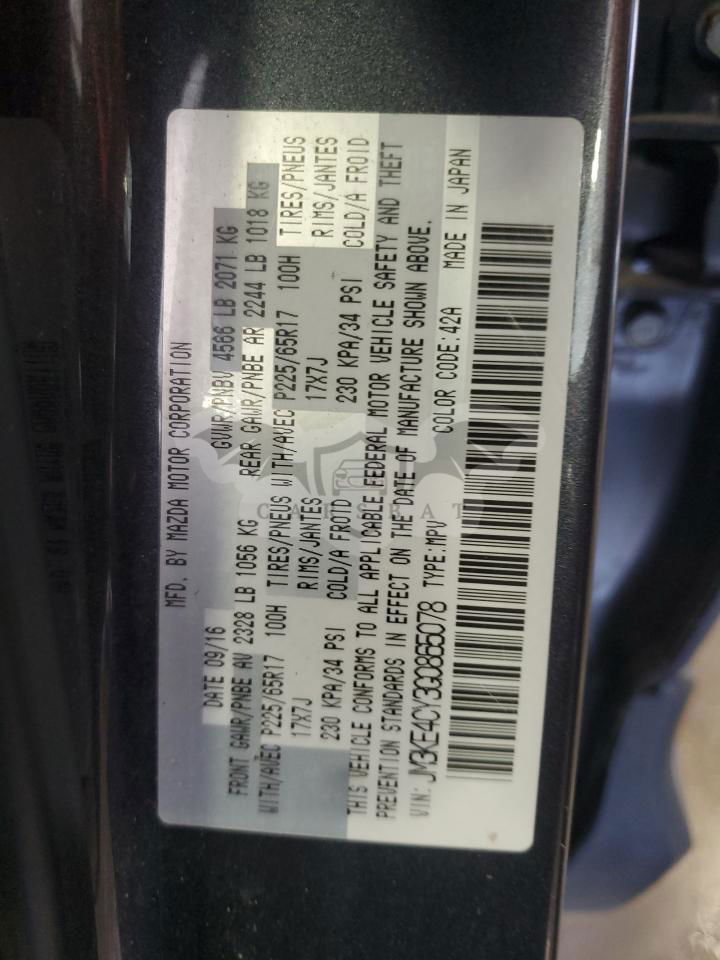 MFD. BY MAZDA MOTOR CORPORATION
DATE 09/16 GVWR/PNBV 4566 LB 2071 KG
FRONT GAWR/PNBE AV 2328 LB 1056 KG REAR GAWR/PNBE AR 2244 LB 1018 KG
WITH/AVEC P225/65R17 100H TIRES/PNEUS WITH/AVEC P225/65R17 100H TIRES/PNEUS
17X7J RIMS/JANTES 17X7J RIMS/JANTES
230 KPA/34 PSI COLD/A FROID 230 KPA/34 PSI COLD/A FROID
THIS VEHICLE CONFORMS TO ALL APPLICABLE FEDERAL MOTOR VEHICLE SAFETY AND THEFT
PREVENTION STANDARDS IN EFFECT ON THE DATE OF MANUFACTURE SHOWN ABOVE.
VIN: JM3KE4CY3G0865078 TYPE:MPV COLOR CODE:42A MADE IN JAPAN
CARSBAT